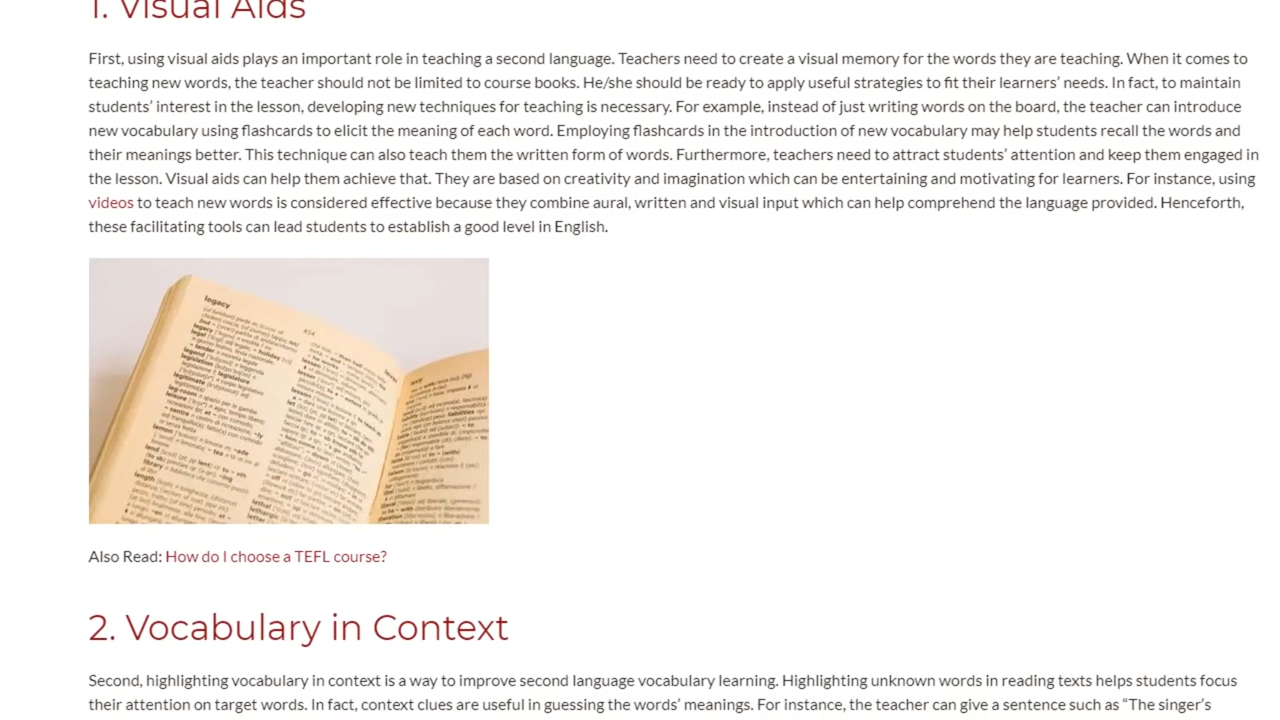 1. Visual Aids
First, using visual aids plays an important role in teaching a second language. Teachers need to create a visual memory for the words they are teaching. When it comes to
teaching new words, the teacher should not be limited to course books. He/she should be ready to apply useful strategies to fit their learners’ needs. In fact, to maintain
students’ interest in the lesson, developing new techniques for teaching is necessary. For example, instead of just writing words on the board, the teacher can introduce
new vocabulary using flashcards to elicit the meaning of each word. Employing flashcards in the introduction of new vocabulary may help students recall the words and
their meanings better. This technique can also teach them the written form of words. Furthermore, teachers need to attract students’ attention and keep them engaged in
the lesson. Visual aids can help them achieve that. They are based on creativity and imagination which can be entertaining and motivating for learners. For instance, using
videos to teach new words is considered effective because they combine aural, written and visual input which can help comprehend the language provided. Henceforth,
these facilitating tools can lead students to establish a good level in English.
legacy
454
Also Read: How do I choose a TEFL course?
2. Vocabulary in Context
Second, highlighting vocabulary in context is a way to improve second language vocabulary learning. Highlighting unknown words in reading texts helps students focus
their attention on target words. In fact, context clues are useful in guessing the words’ meanings. For instance, the teacher can give a sentence such as “The singer’s